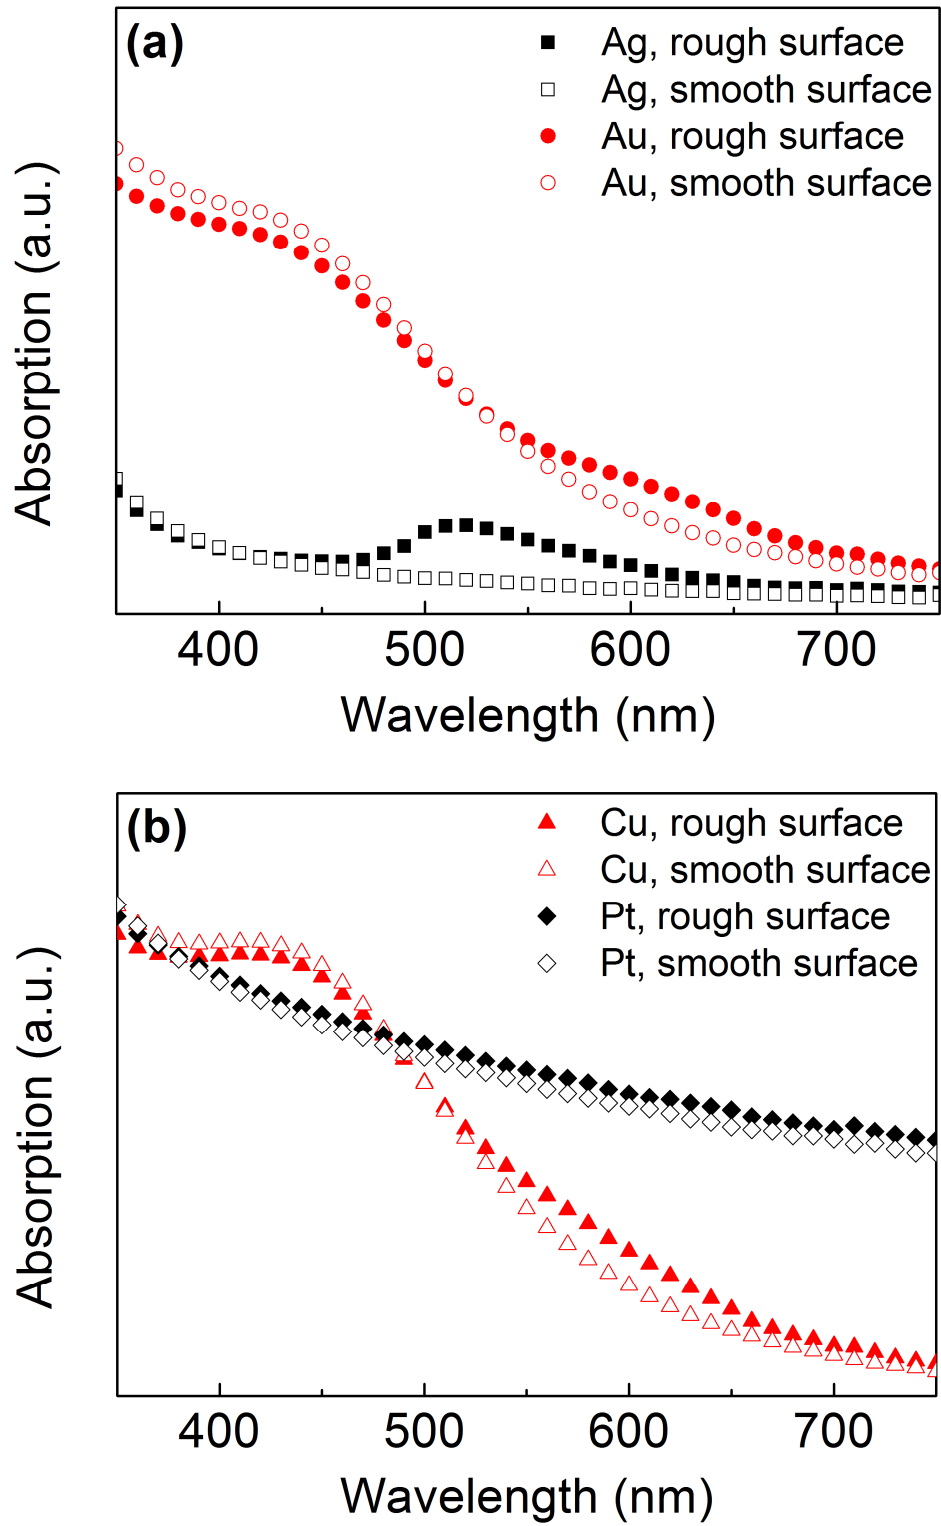 (a)
Ag, rough surface
Ag, smooth surface
Au, rough surface
Au, smooth surface
Absorption (a.u.)
400 500 600 700
Wavelength (nm)
(b)
Cu, rough surface
Cu, smooth surface
Pt, rough surface
Pt, smooth surface
Absorption (a.u.)
400 500 600 700
Wavelength (nm)